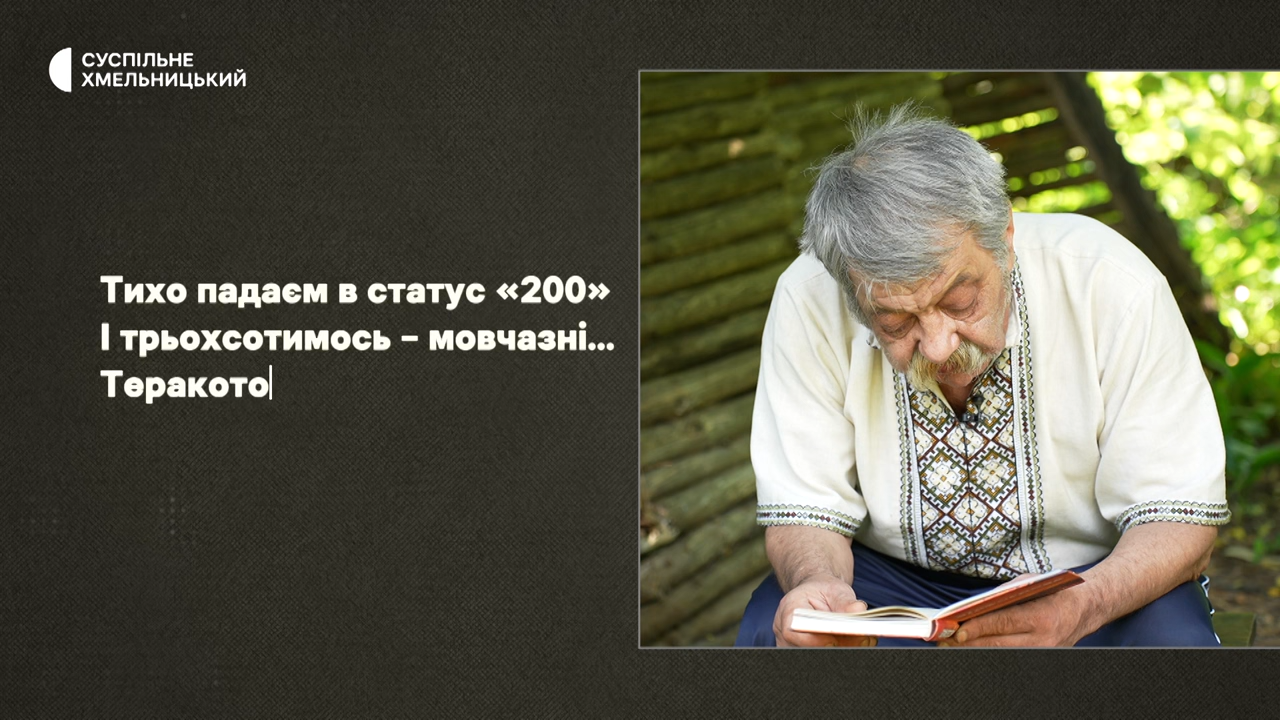 СУСПІЛЬНЕ
ХМЕЛЬНИЦЬКИЙ
Тихо падаєм в статус «200»
І трьохсотимось – мовчазні...
Теракото